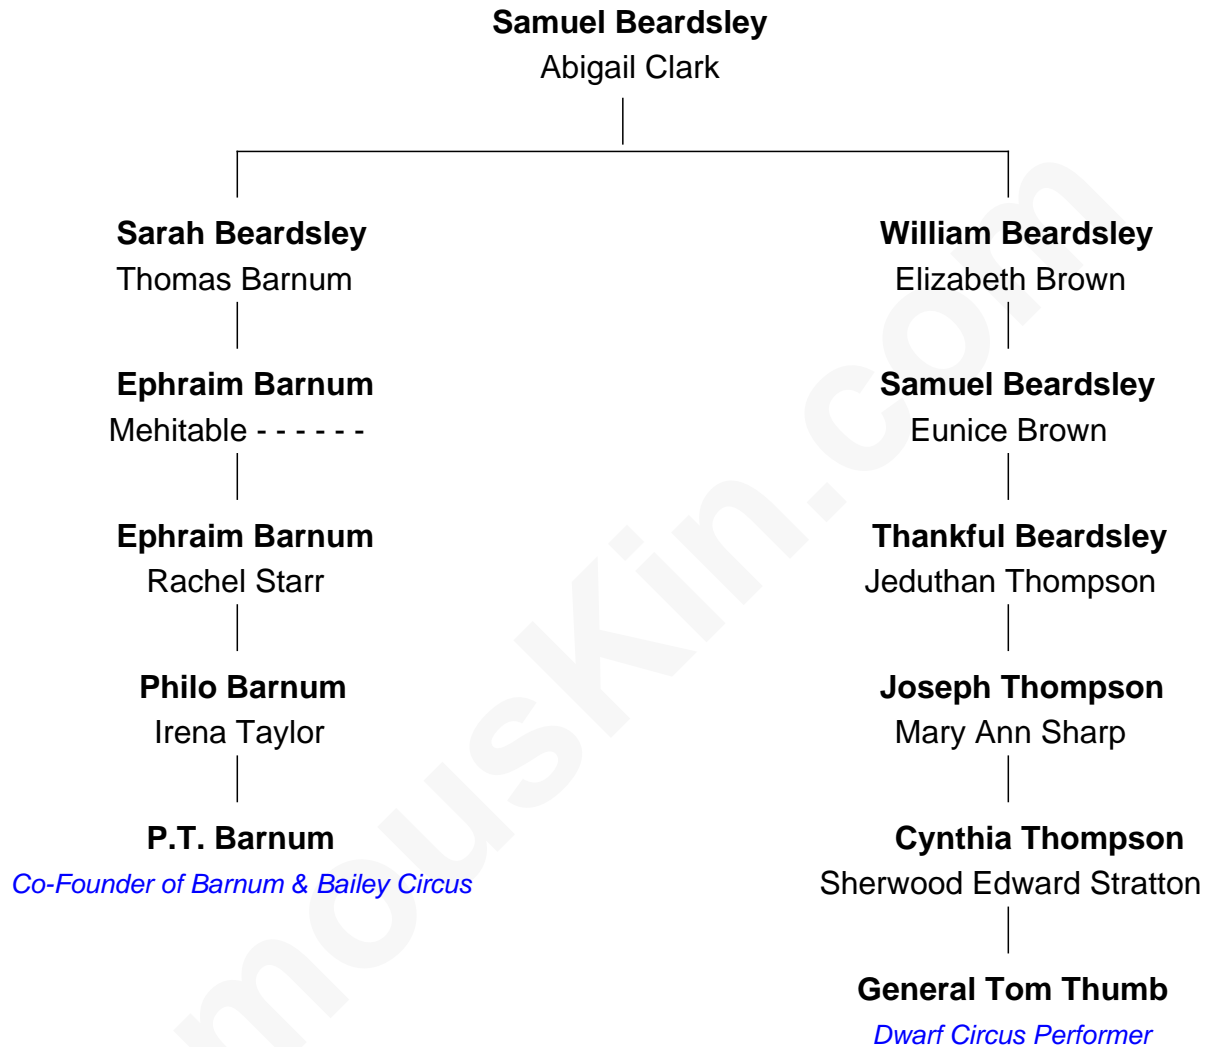 Samuel Beardsley
Abigail Clark
Sarah Beardsley
Thomas Barnum
William Beardsley
Elizabeth Brown
Ephraim Barnum
Mehitable - - - - - -
Samuel Beardsley
Eunice Brown
Ephraim Barnum
Rachel Starr
Thankful Beardsley
Jeduthan Thompson
Philo Barnum
Irena Taylor
Joseph Thompson
Mary Ann Sharp
P.T. Barnum
Co-Founder of Barnum & Bailey Circus
Cynthia Thompson
Sherwood Edward Stratton
General Tom Thumb
Dwarf Circus Performer
mousKin.com